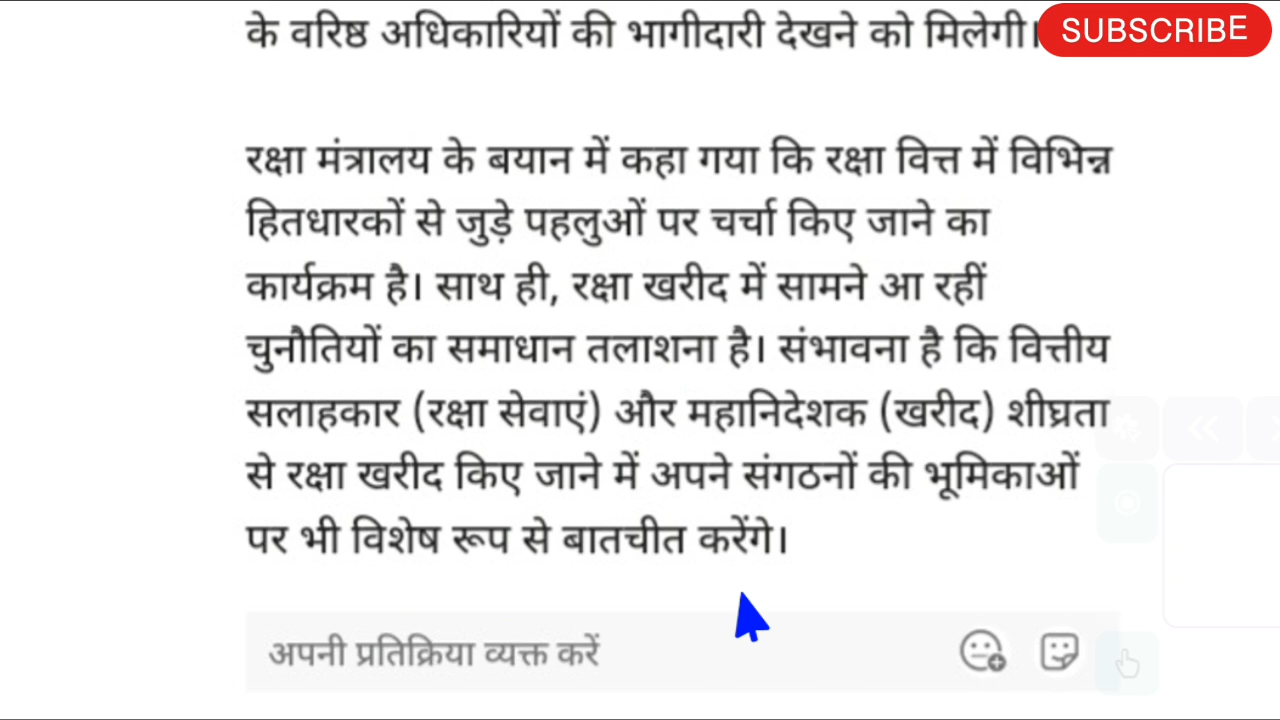 के वरिष्ठ अधिकारियों की भागीदारी देखने को मिलेगी।
SUBSCRIBE
रक्षा मंत्रालय के बयान में कहा गया कि रक्षा वित्त में विभिन्न
हितधारकों से जुड़े पहलुओं पर चर्चा किए जाने का
कार्यक्रम है। साथ ही, रक्षा खरीद में सामने आ रहीं
चुनौतियों का समाधान तलाशना है। संभावना है कि वित्तीय
सलाहकार (रक्षा सेवाएं) और महानिदेशक (खरीद) शीघ्रता
से रक्षा खरीद किए जाने में अपने संगठनों की भूमिकाओं
पर भी विशेष रूप से बातचीत करेंगे।
अपनी प्रतिक्रिया व्यक्त करें